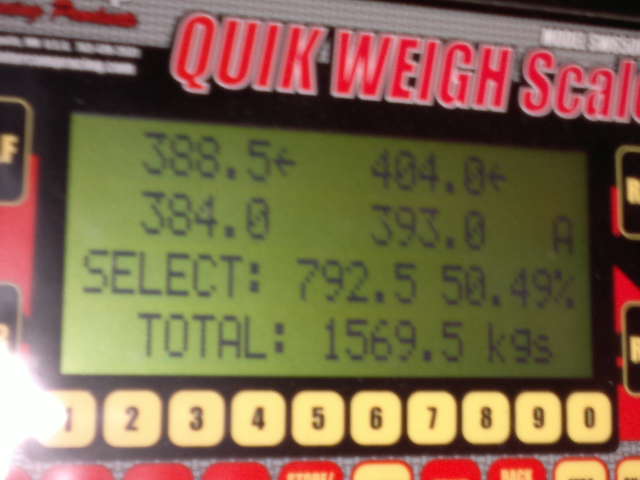 QUIK WEIGH Scal
388.5← 404.0←
384.0 393.0 A
SELECT: 792.5 50.49%
TOTAL: 1569.5 kgs
1 2 3 4 5 6 7 8 9 0